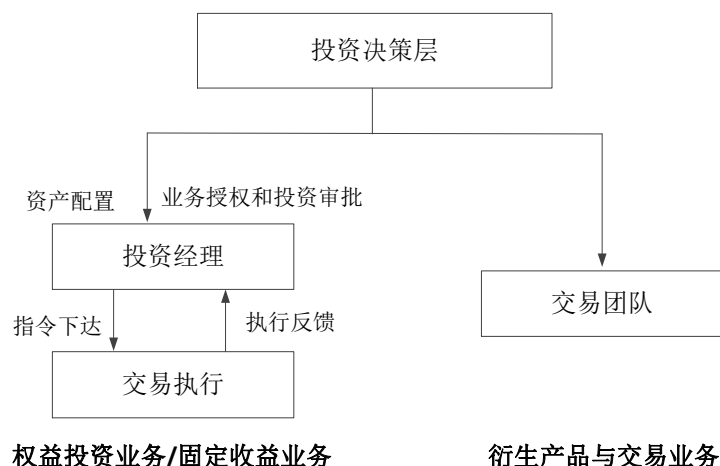 投资决策层
资产配置
业务授权和投资审批
投资经理
交易团队
指令下达
执行反馈
交易执行
权益投资业务/固定收益业务
衍生产品与交易业务